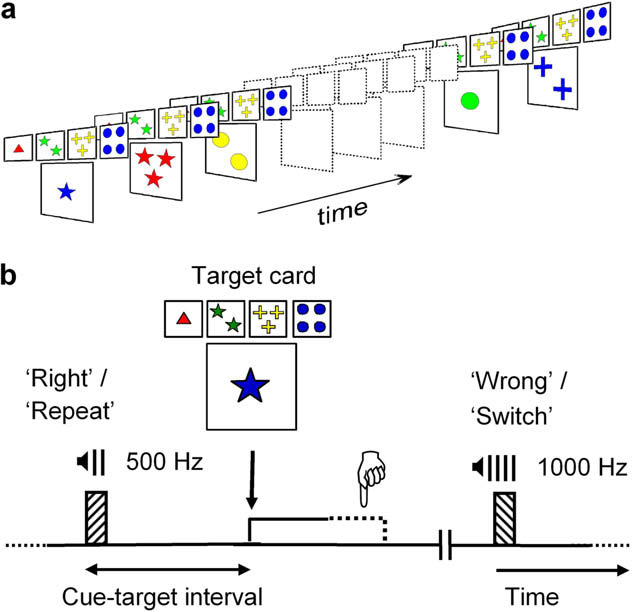 a
time
b
Target card
‘Right’ /
‘Repeat’
500 Hz
‘Wrong’ /
‘Switch’
1000 Hz
Cue-target interval
Time